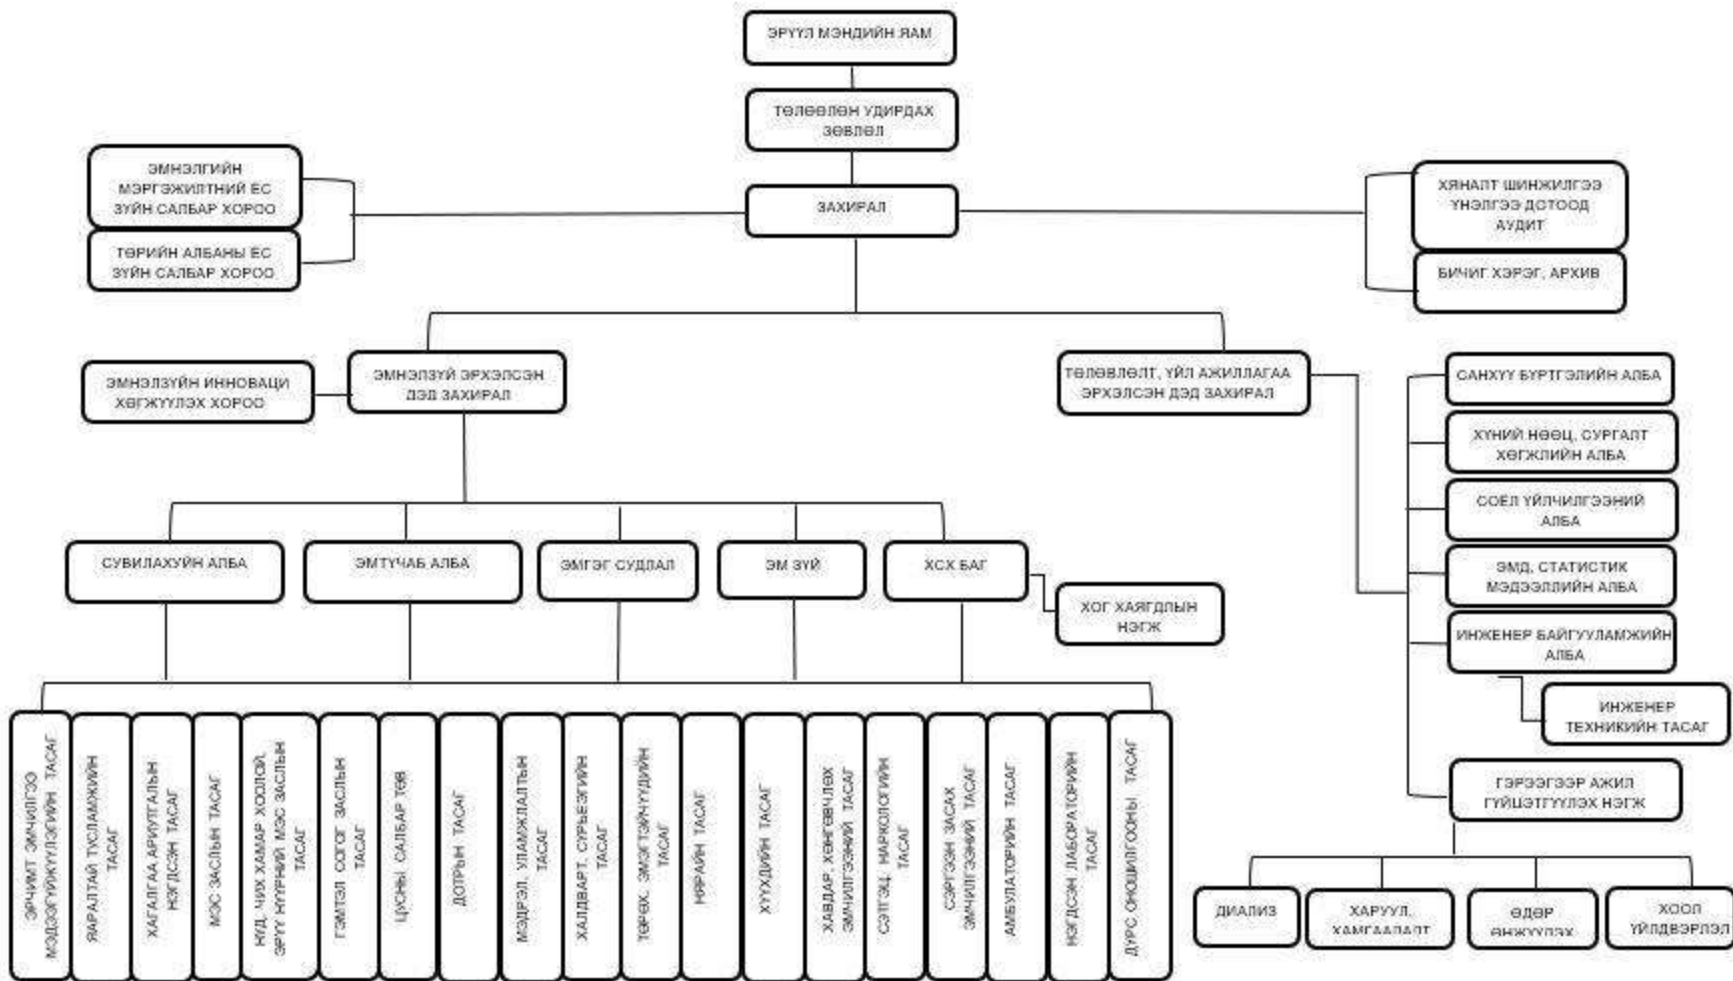 ЭРҮҮЛ МЭНДИЙН ЯАМ
ТӨЛӨӨЛӨН УДИРДАХ
ЗӨВЛӨЛ
ЗАХИРАЛ
ЭМНЭЛГИЙН
МЭРГЭЖИЛТНИЙ ЁС
ЗҮЙН САЛБАР ХОРОО
ТӨРИЙН АЛБАНЫ ЁС
ЗҮЙН САЛБАР ХОРОО
ХЯНАЛТ ШИНЖИЛГЭЭ
ҮНЭЛГЭЭ ДОТООД
АУДИТ
БИЧИГ ХЭРЭГ, АРХИВ
ЭМНЭЛЗҮЙН ИННОВАЦИ
ХӨГЖҮҮЛЭХ ХОРОО
ЭМНЭЛЗҮЙ ЭРХЭЛСЭН
ДЭД ЗАХИРАЛ
ТӨЛӨВЛӨЛТ, ҮЙЛ АЖИЛЛАГАА
ЭРХЭЛСЭН ДЭД ЗАХИРАЛ
САНХҮҮ БҮРТГЭЛИЙН АЛБА
ХҮНИЙ НӨӨЦ, СУРГАЛТ
ХӨГЖЛИЙН АЛБА
СОЁЛ ҮЙЛЧИЛГЭЭНИЙ
АЛБА
ЭМД, СТАТИСТИК
МЭДЭЭЛЛИЙН АЛБА
ИНЖЕНЕР БАЙГУУЛАМЖИЙН
АЛБА
ИНЖЕНЕР
ТЕХНИКИЙН ТАСАГ
ГЭРЭЭГЭЭР АЖИЛ
ГҮЙЦЭТГҮҮЛЭХ НЭГЖ
СУВИЛАХУЙН АЛБА
ЭМТҮЧАБ АЛБА
ЭМГЭГ СУДЛАЛ
ЭМ ЗҮЙ
ХСХ БАГ
ХОГ ХАЯГДЛЫН
НЭГЖ
ЭРЧИМТ ЭМЧИЛГЭЭ
МЭДЭЭГҮЙЖҮҮЛЭГИЙН ТАСАГ
ЯАРАЛТАЙ ТУСЛАМЖИЙН
ТАСАГ
ХАГАЛГАА АРИУТГАЛЫН
НЭГДСЭН ТАСАГ
МЭС ЗАСЛЫН ТАСАГ
НҮД, ЧИХ ХАМАР ХООЛОЙ,
ЭРҮҮ НҮҮРНИЙ МЭС ЗАСЛЫН
ТАСАГ
ГЭМТЭЛ СОГОГ ЗАСЛЫН
ТАСАГ
ЦУСНЫ САЛБАР ТӨВ
ДОТРЫН ТАСАГ
МЭДРЭЛ, УЛАМЖЛАЛТЫН
ТАСАГ
ХАЛДВАРТ, СУРЬЕЭГИЙН
ТАСАГ
ТӨРӨХ, ЭМЭГТЭЙЧҮҮДИЙН
ТАСАГ
НЯРАЙН ТАСАГ
ХҮҮХДИЙН ТАСАГ
ХАВДАР, ХӨНГӨВЧЛӨХ
ЭМЧИЛГЭЭНИЙ ТАСАГ
СЭТГЭЦ, НАРКОЛОГИЙН
ТАСАГ
СЭРГЭЭН ЗАСАХ
ЭМЧИЛГЭЭНИЙ ТАСАГ
АМБУЛАТОРИЙН ТАСАГ
НЭГДСЭН ЛАБОРАТОРИЙН
ТАСАГ
ДҮРС ОНОШИЛГООНЫ ТАСАГ
ДИАЛИЗ
ХАРУУЛ,
ХАМГААЛАЛТ
ӨДӨР
ӨНЖҮҮЛЭХ
ХООЛ
ҮЙЛДВЭРЛЭЛ